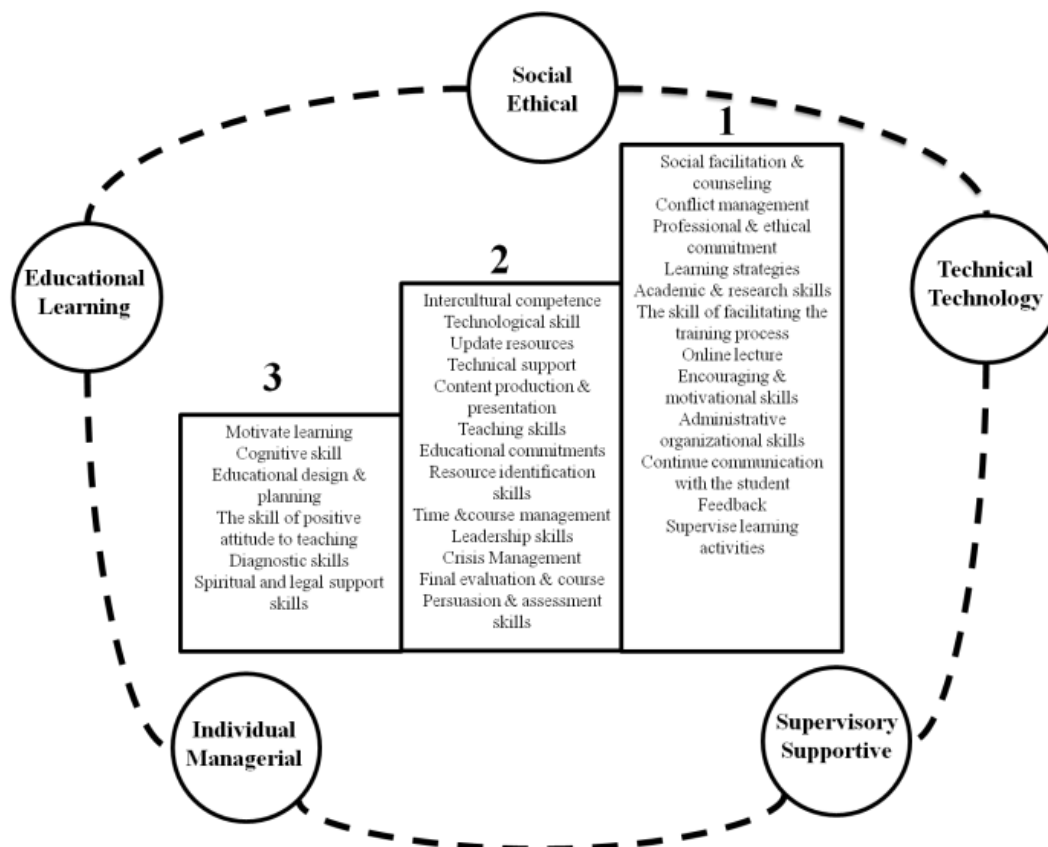 Social
Ethical
Educational
Learning
Technical
Technology
1
Social facilitation &
counseling
Conflict management
Professional & ethical
commitment
Learning strategies
Academic & research skills
The skill of facilitating the
training process
Online lecture
Encouraging &
motivational skills
Administrative
organizational skills
Continue communication
with the student
Feedback
Supervise learning
activities
2
Intercultural competence
Technological skill
Update resources
Technical support
Content production &
presentation
Teaching skills
Educational commitments
Resource identification
skills
Time &course management
Leadership skills
Crisis Management
Final evaluation & course
Persuasion & assessment
skills
3
Motivate learning
Cognitive skill
Educational design &
planning
The skill of positive
attitude to teaching
Diagnostic skills
Spiritual and legal support
skills
Individual
Managerial
Supervisory
Supportive